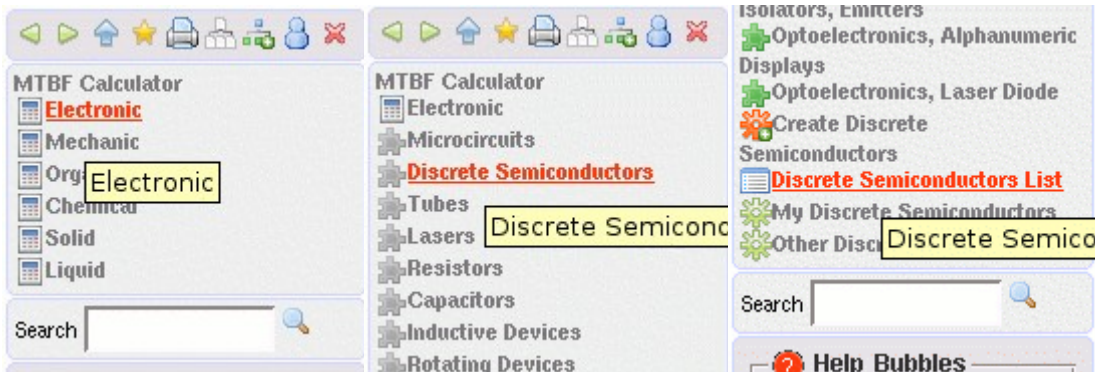 MTBF Calculator
Electronic
Mechanic
Electronic
Chemical
Solid
Liquid
Search
MTBF Calculator
Electronic
Microcircuits
Discrete Semiconductors
Tubes
Discrete Semicond
Lasers
Resistors
Capacitors
Inductive Devices
Rotating Devices
Isolators, Emitters
Optoelectronics, Alphanumeric
Displays
Optoelectronics, Laser Diode
Create Discrete
Semiconductors
Discrete Semiconductors List
My Discrete Semiconductors
Other Disc
Discrete Semico
Search
Help Bubbles